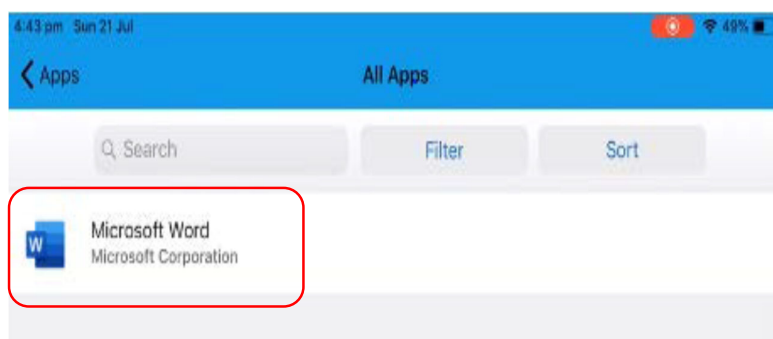 4:43 pm Sun 21 Jul
49%
Apps
All Apps
Search
Filter
Sort
W
Microsoft Word
Microsoft Corporation